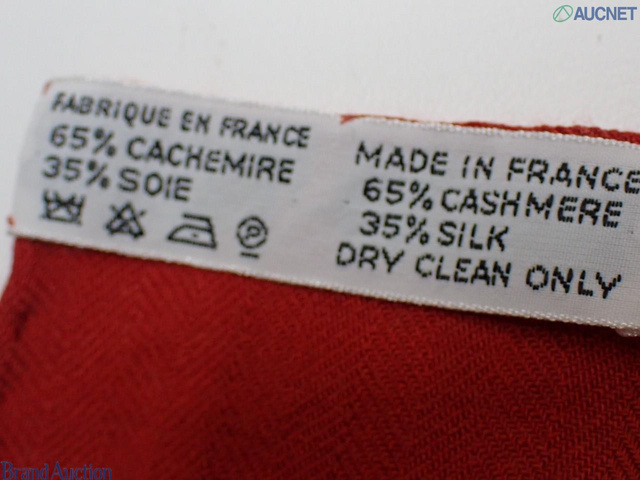 AUCNET
FABRIQUE EN FRANCE
65% CACHEMIRE
35% SOIE
MADE IN FRANCE
65% CASHMERE
35% SILK
DRY CLEAN ONLY
Brand Auction